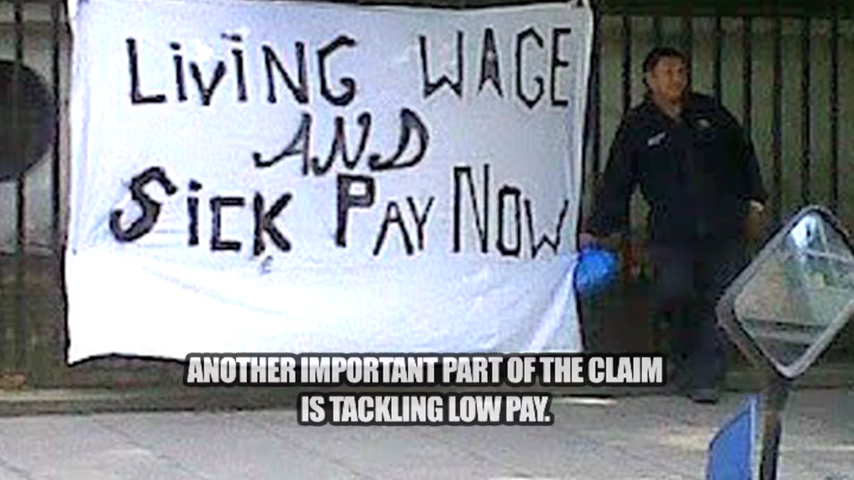 LiViNG WAGE
AND
SiCK PAY NOW
ANOTHER IMPORTANT PART OF THE CLAIM
IS TACKLING LOW PAY.